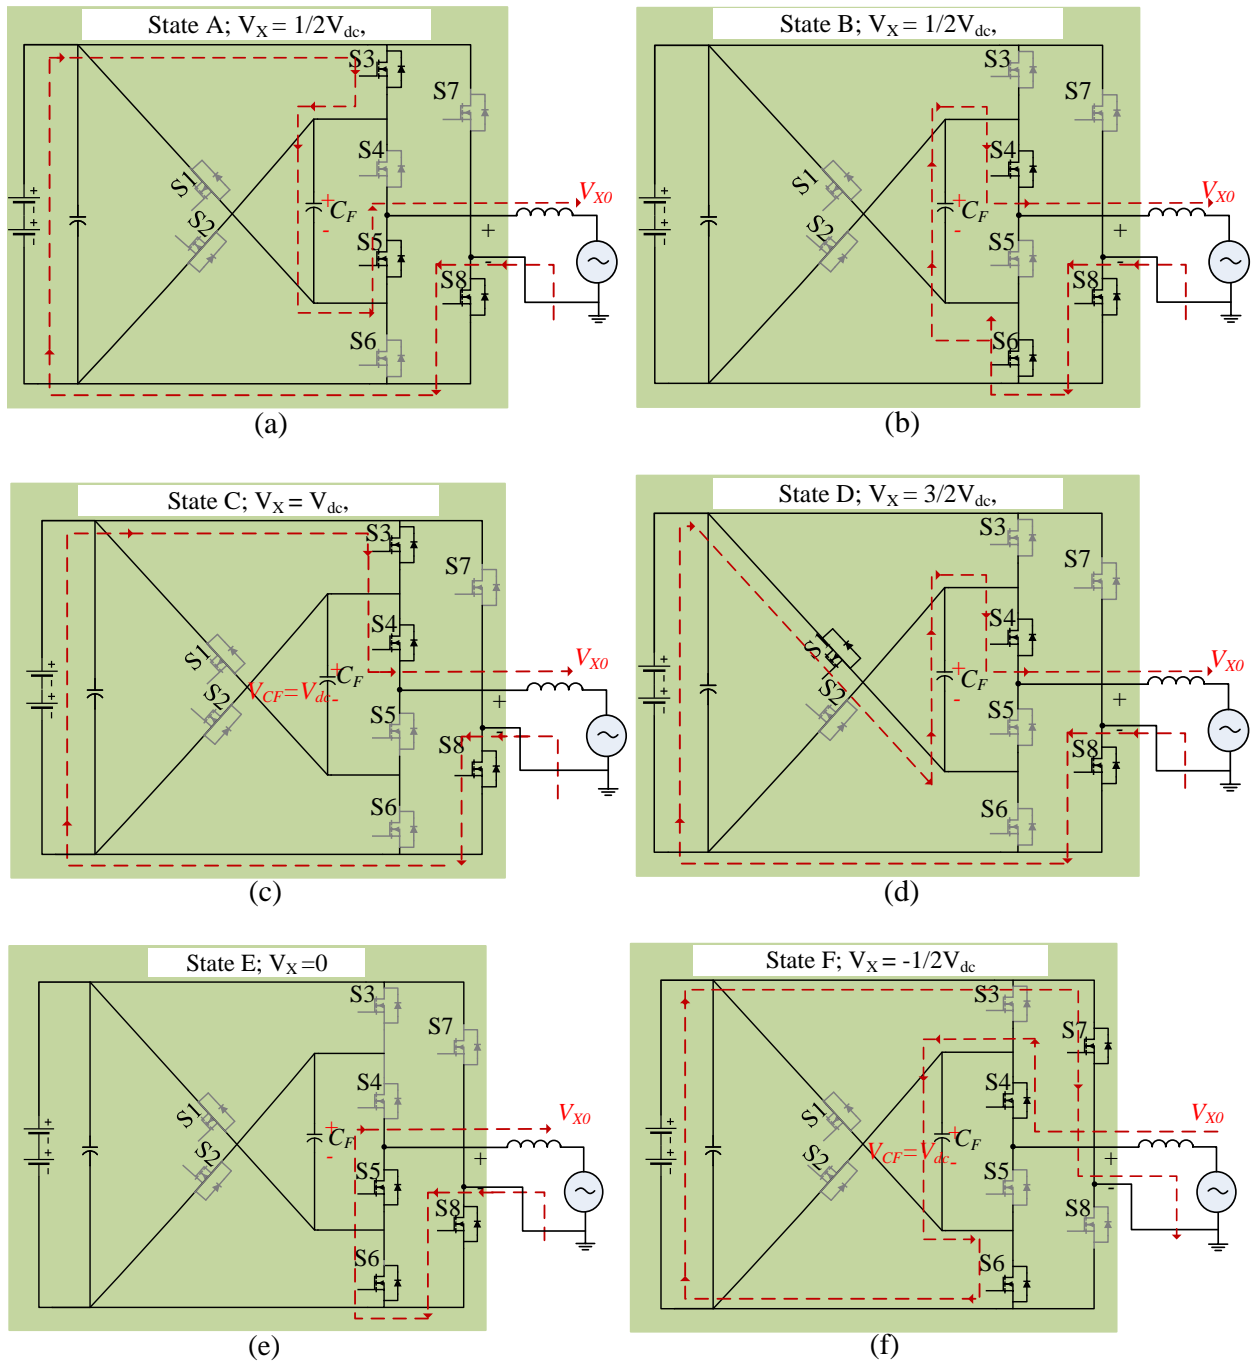 State A; VX = 1/2Vdc,
S3
S7
S4
S1
S2
+
CF
-
VX0
S5
+
-
S8
S6
+
-
+
-
(a)
State B; VX = 1/2Vdc,
S3
S7
S4
S1
S2
+
CF
-
VX0
S5
+
-
S8
S6
+
-
+
-
(b)
State C; VX = Vdc,
S3
S7
S4
S1
S2
+
CF
VCF=Vdc-
VX0
S5
+
-
S8
S6
+
-
+
-
(c)
State D; VX = 3/2Vdc,
S3
S7
S4
S1
S2
+
CF
-
VX0
S5
+
-
S8
S6
+
-
+
-
(d)
State E; VX =0
S3
S7
S4
S1
S2
+
CF
-
VX0
S5
+
-
S8
S6
+
-
+
-
(e)
State F; VX = -1/2Vdc
S3
S7
S4
S1
S2
+
CF
VCF=Vdc-
VX0
S5
+
-
S8
S6
+
-
+
-
(f)